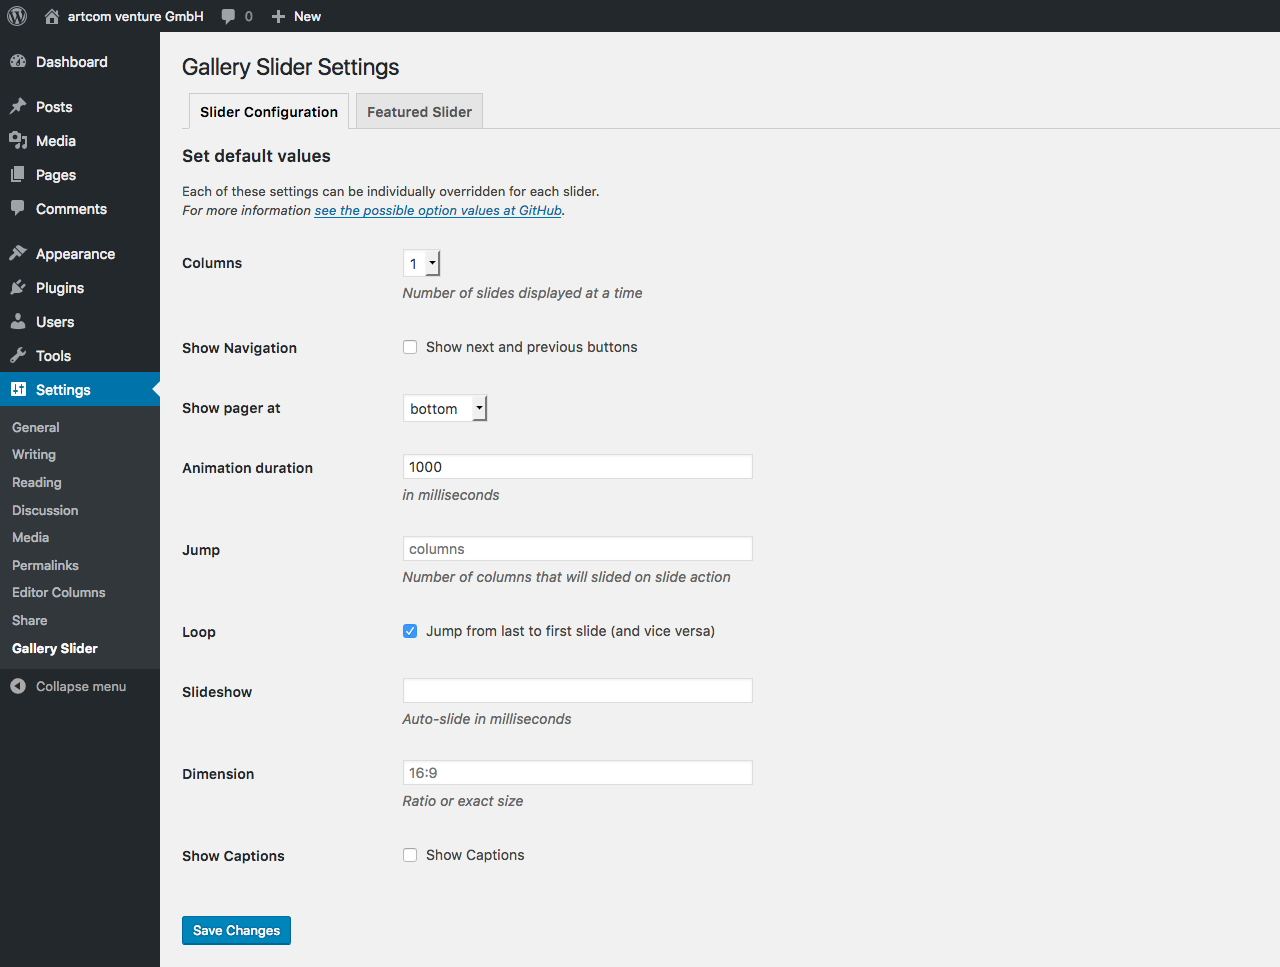 artcom venture GmbH 0 New
Dashboard
Posts
Media
Pages
Comments
Appearance
Plugins
Users
Tools
Settings
General
Writing
Reading
Discussion
Media
Permalinks
Editor Columns
Share
Gallery Slider
Collapse menu
Gallery Slider Settings
Slider Configuration Featured Slider
Set default values
Each of these settings can be individually overridden for each slider.
For more information see the possible option values at GitHub.
Columns 1
Number of slides displayed at a time
Show Navigation Show next and previous buttons
Show pager at bottom
Animation duration 1000
in milliseconds
Jump columns
Number of columns that will slided on slide action
Loop Jump from last to first slide (and vice versa)
Slideshow
Auto-slide in milliseconds
Dimension 16:9
Ratio or exact size
Show Captions Show Captions
Save Changes